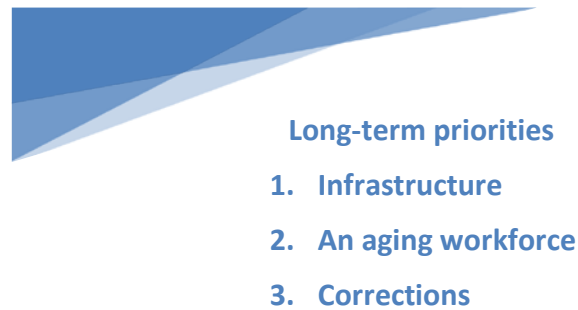 Long-term priorities
1. Infrastructure
2. An aging workforce
3. Corrections